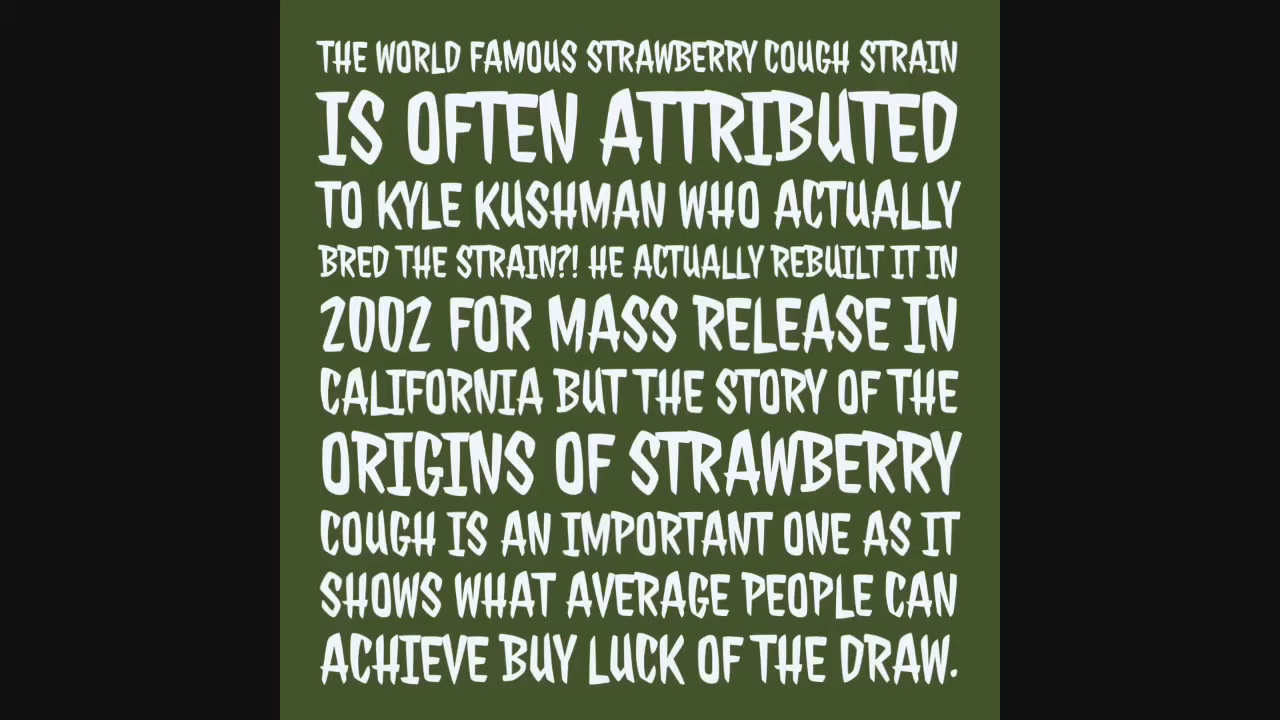 THE WORLD FAMOUS STRAWBERRY COUGH STRAIN
IS OFTEN ATTRIBUTED
TO KYLE KUSHMAN WHO ACTUALLY
BRED THE STRAIN?! HE ACTUALLY REBUILT IT IN
2002 FOR MASS RELEASE IN
CALIFORNIA BUT THE STORY OF THE
ORIGINS OF STRAWBERRY
COUGH IS AN IMPORTANT ONE AS IT
SHOWS WHAT AVERAGE PEOPLE CAN
ACHIEVE BUY LUCK OF THE DRAW.